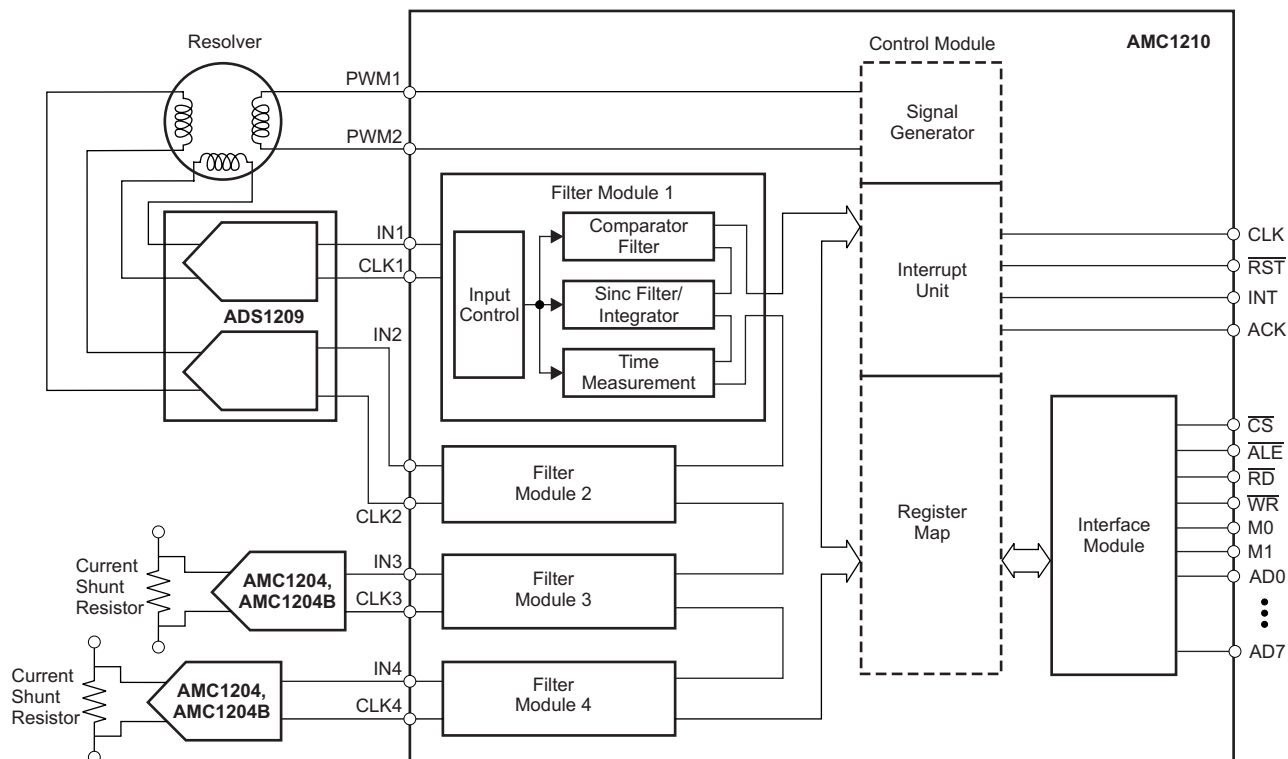 Resolver
PWM1
PWM2
Control Module
AMC1210
Signal
Generator
Filter Module 1
Comparator
Filter
Input
Control
Sinc Filter/
Integrator
Time
Measurement
Interrupt
Unit
IN1
CLK1
ADS1209
IN2
CLK2
CLK
RST
INT
ACK
Filter
Module 2
Register
Map
Interface
Module
CS
ALE
RD
WR
M0
M1
AD0
AD7
Current
Shunt
Resistor
AMC1204,
AMC1204B
IN3
CLK3
Filter
Module 3
Current
Shunt
Resistor
AMC1204,
AMC1204B
IN4
CLK4
Filter
Module 4